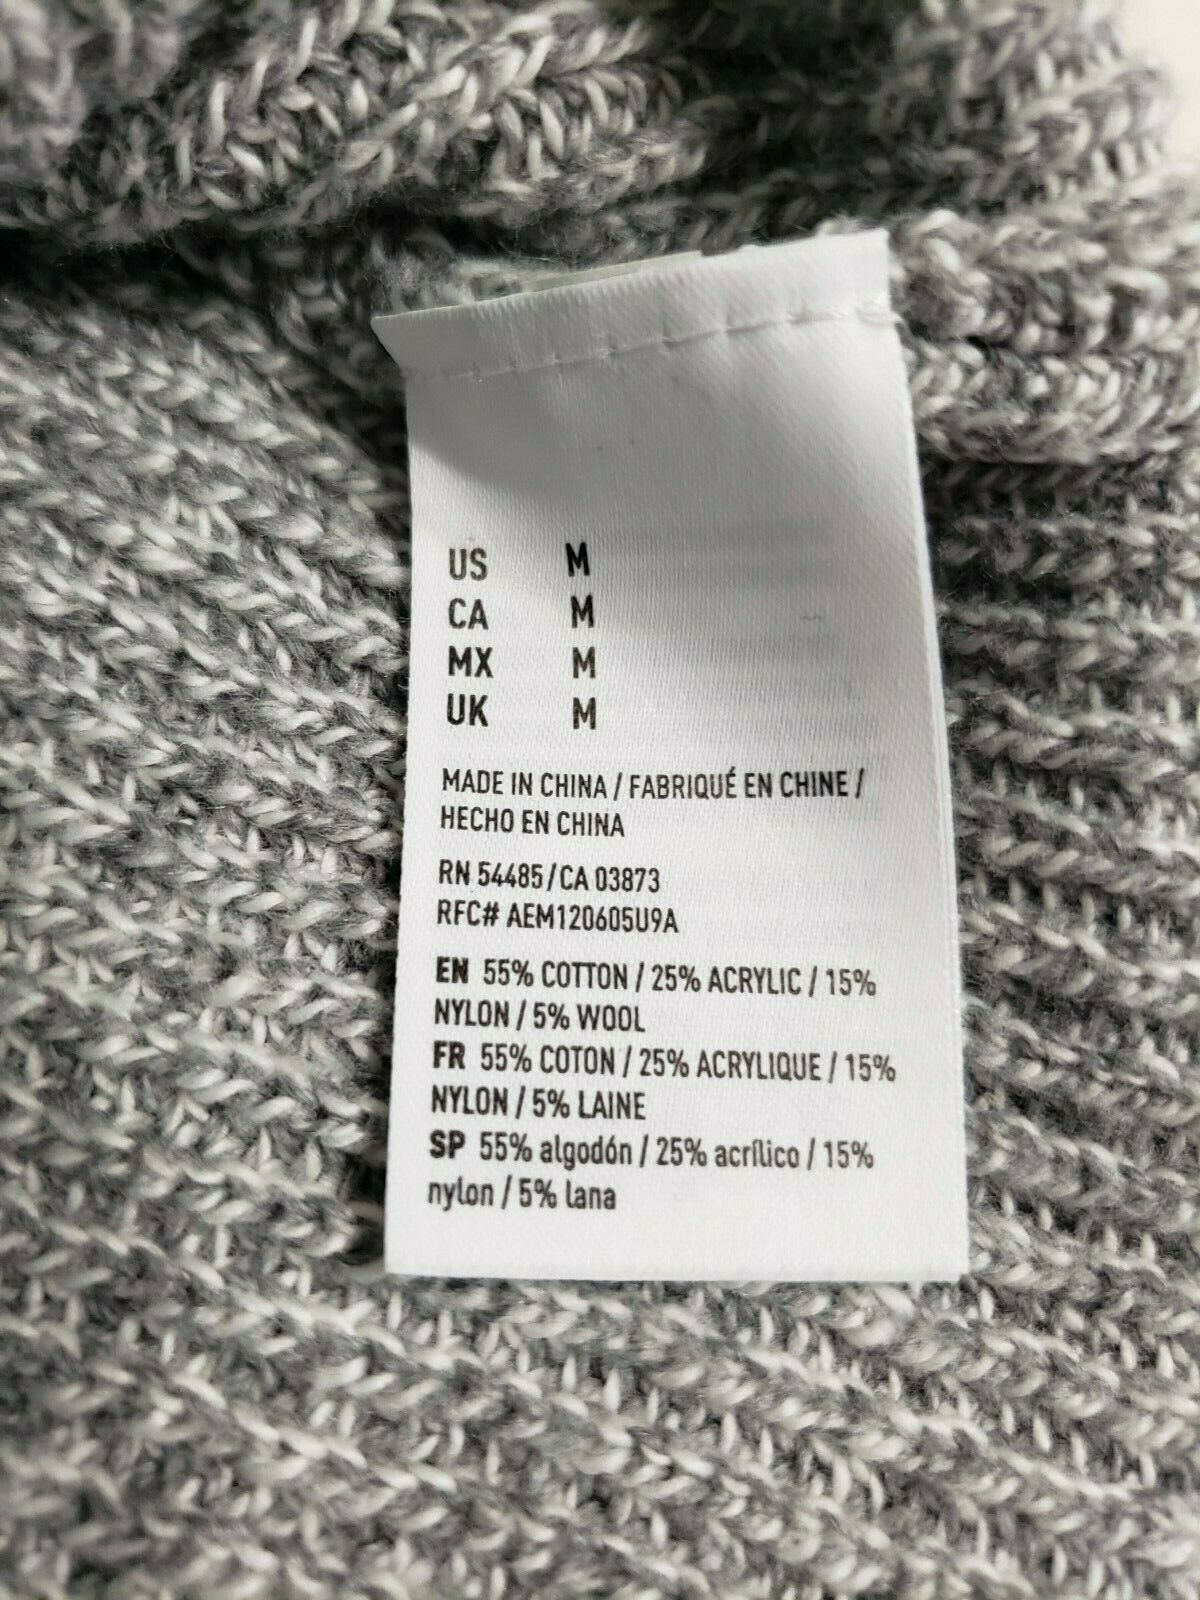 US M
CA M
MX M
UK M
MADE IN CHINA / FABRIQUÉ EN CHINE /
HECHO EN CHINA
RN 54485/CA 03873
RFC# AEM120605U9A
EN 55% COTTON / 25% ACRYLIC / 15%
NYLON / 5% WOOL
FR 55% COTON / 25% ACRYLIQUE / 15%
NYLON / 5% LAINE
SP 55% algodón / 25% acrílico / 15%
nylon / 5% lana